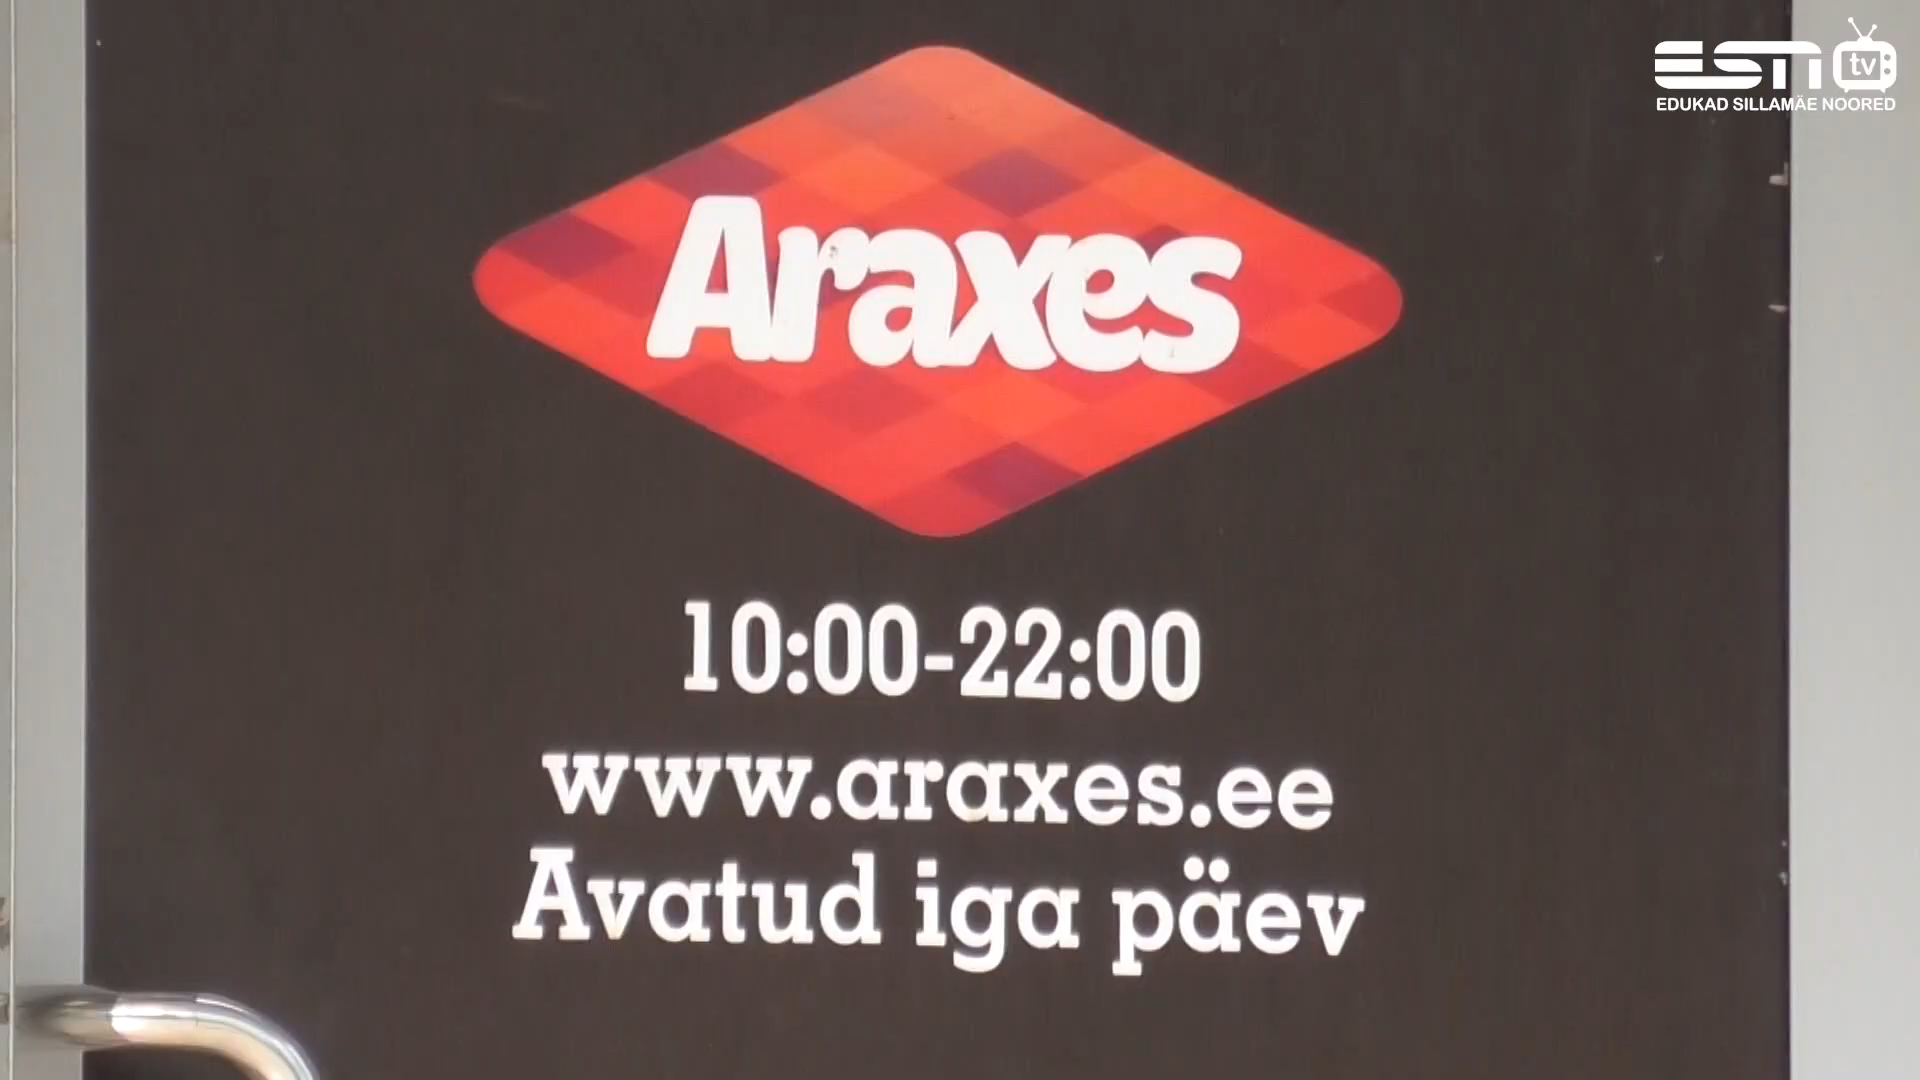 ESN tv
EDUKAD SILLAMÄE NOORED
Araxes
10:00-22:00
www.araxes.ee
Avatud iga päev